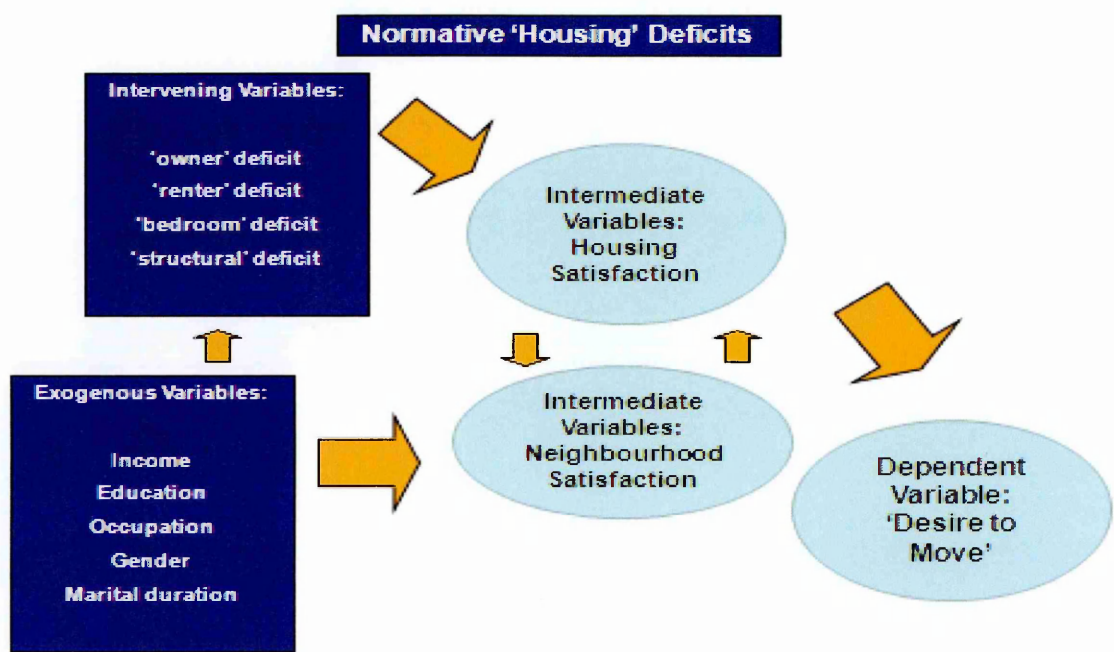 Normative ‘Housing’ Deficits
Intervening Variables:
‘owner’ deficit
‘renter’ deficit
‘bedroom’ deficit
‘structural’ deficit
Intermediate
Variables:
Housing
Satisfaction
Exogenous Variables:
Income
Education
Occupation
Gender
Marital duration
Intermediate
Variables:
Neighbourhood
Satisfaction
Dependent
Variable:
‘Desire to
Move’